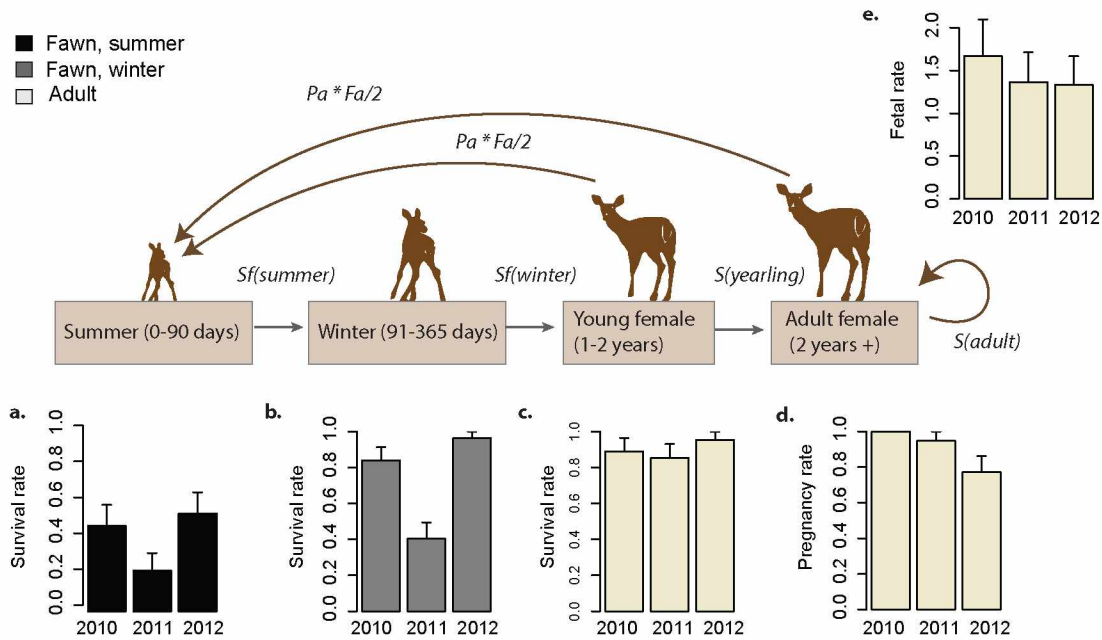 Fawn, summer
Fawn, winter
Adult
Pa * Fa/2
Pa * Fa/2
Sf(summer)
Sf(winter)
S(yearling)
S(adult)
Summer (0-90 days)
Winter (91-365 days)
Young female
(1-2 years)
Adult female
(2 years +)
e.
Fetal rate
2.0
1.5
1.0
0.5
0.0
2010 2011 2012
a.
Survival rate
1.0
0.8
0.6
0.4
0.2
0.0
2010 2011 2012
b.
Survival rate
1.0
0.8
0.6
0.4
0.2
0.0
2010 2011 2012
c.
Survival rate
1.0
0.8
0.6
0.4
0.2
0.0
2010 2011 2012
d.
Pregnancy rate
1.0
0.8
0.6
0.4
0.2
0.0
2010 2011 2012